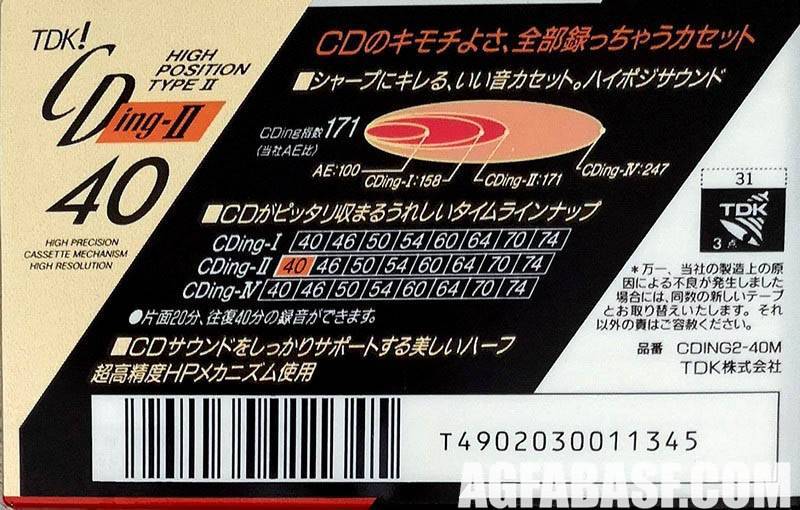 TDK!
CDing-II
HIGH
POSITION
TYPE II
40
HIGH PRECISION
CASSETTE MECHANISM
HIGH RESOLUTION
CDのキモチよさ、全部録っちゃうカセット
■シャープにキレる、いい音カセット。ハイポジサウンド
CDing指数171
(当社AE比)
AE:100
CDing-I:158
CDing-II:171
CDing-IV:247
■CDがピッタリ収まるうれしいタイムラインナップ
CDing-I 40 46 50 54 60 64 70 74
CDing-II 40 46 50 54 60 64 70 74
CDing-IV 40 46 50 54 60 64 70 74
●片面20分、往復40分の録音ができます。
■CDサウンドをしっかりサポートする美しいハーフ
超高精度HPメカニズム使用
31
TDK
3点
*万一、当社の製造上の原
因による不良が発生しました
場合には、同数の新しいテープ
とお取り替えいたします。それ
以外の責はご容赦ください。
品番 CDING2-40M
TDK株式会社
T4902030011345
AGFABASF.COM